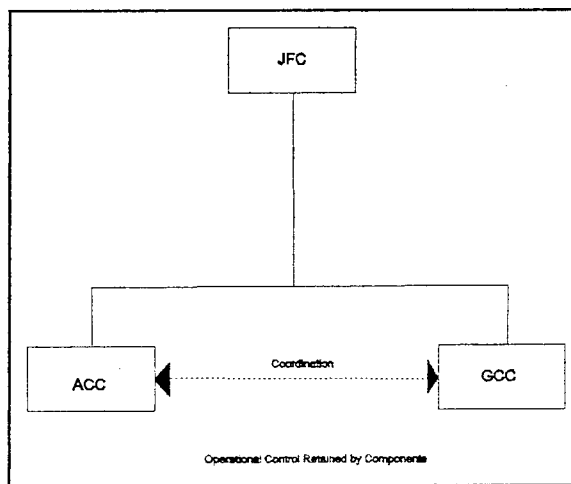 JFC
Coordination
ACC
GCC
Operational Control Retained by Components